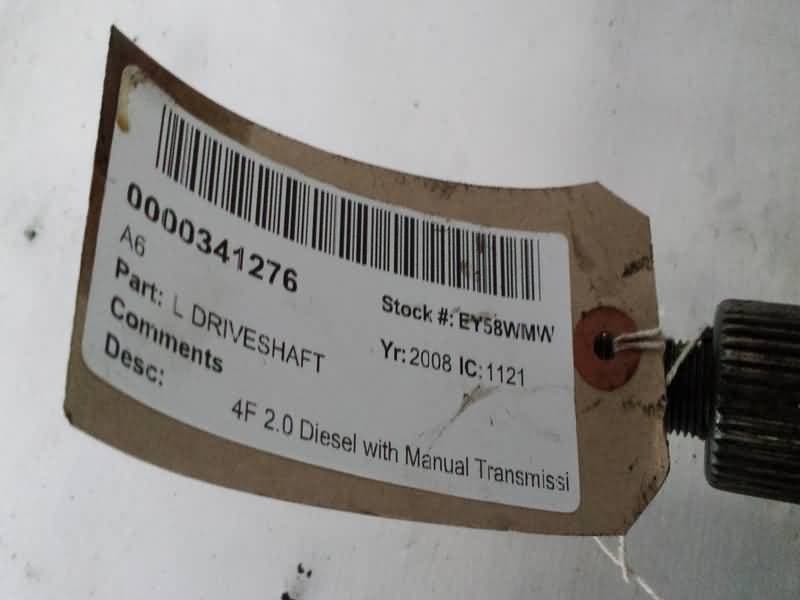 0000341276
A6
Stock #: EY58WMW
Part: L DRIVESHAFT
Yr: 2008 IC: 1121
Comments
Desc:
4F 2.0 Diesel with Manual Transmissi